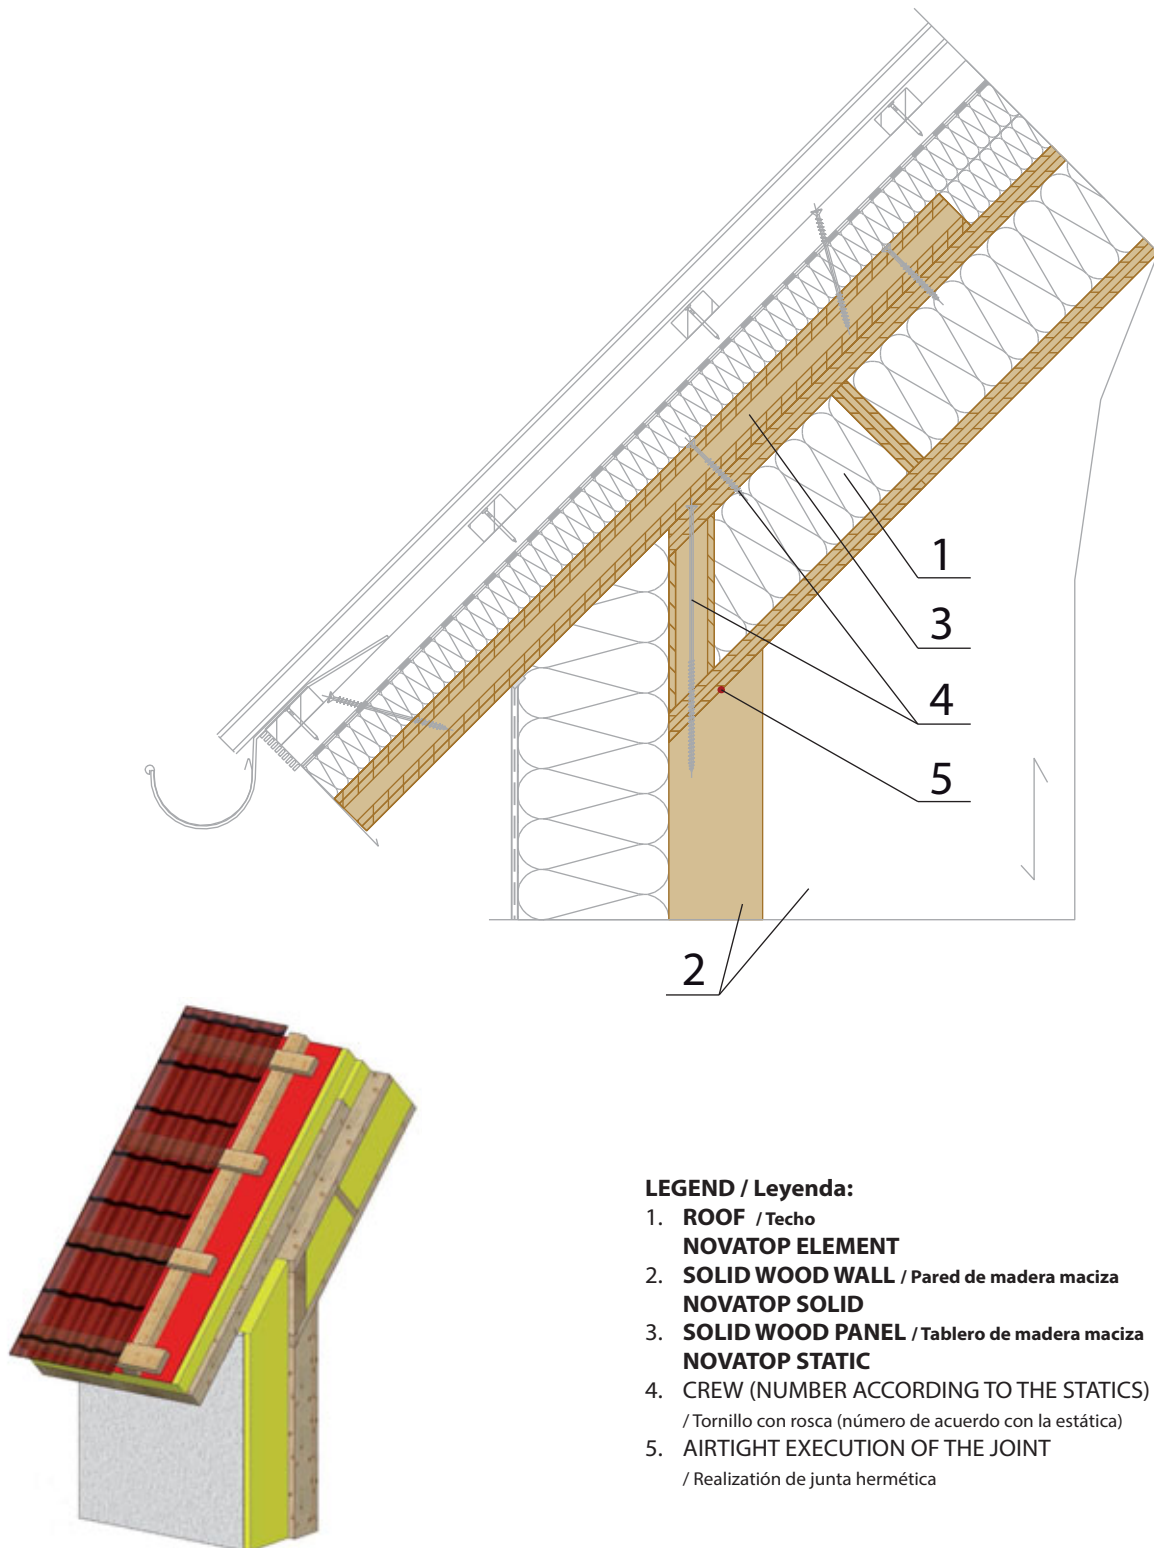 1
3
4
5
2
LEGEND / Leyenda:
1. ROOF / Techo
NOVATOP ELEMENT
2. SOLID WOOD WALL / Pared de madera maciza
NOVATOP SOLID
3. SOLID WOOD PANEL / Tablero de madera maciza
NOVATOP STATIC
4. CREW (NUMBER ACCORDING TO THE STATICS)
/ Tornillo con rosca (número de acuerdo con la estática)
5. AIRTIGHT EXECUTION OF THE JOINT
/ Realizatión de junta hermética